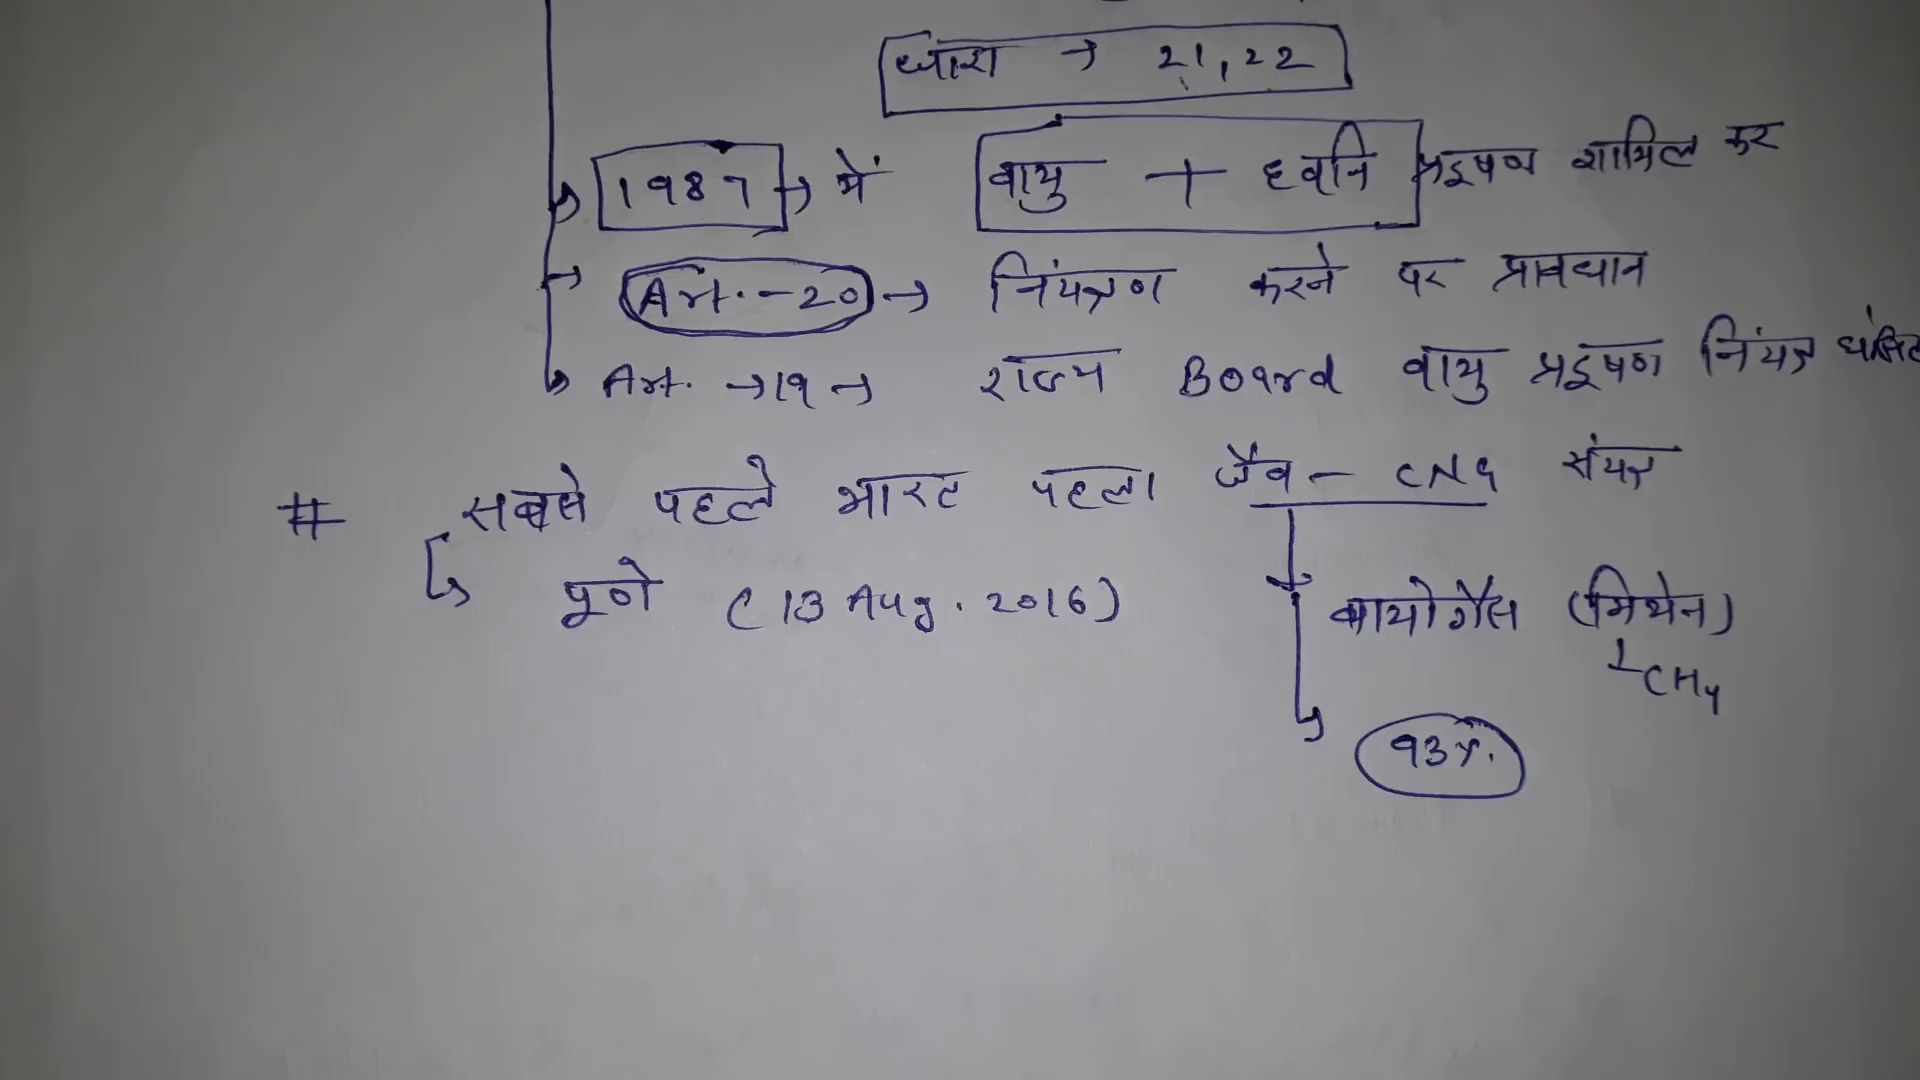 धारा → 21, 22
→ 1987 → में वायु + ध्वनि प्रदूषण शामिल कर
→ Art. - 20 → नियंत्रण करने पर प्रावधान
→ Art. → 19 → राज्य Board वायु प्रदूषण नियंत्र
# सबसे पहले भारत पहला जैव - CNG संयत्र
पूणे (13 Aug. 2016)
बायोगैस (मिथेन)
CH4
93%.